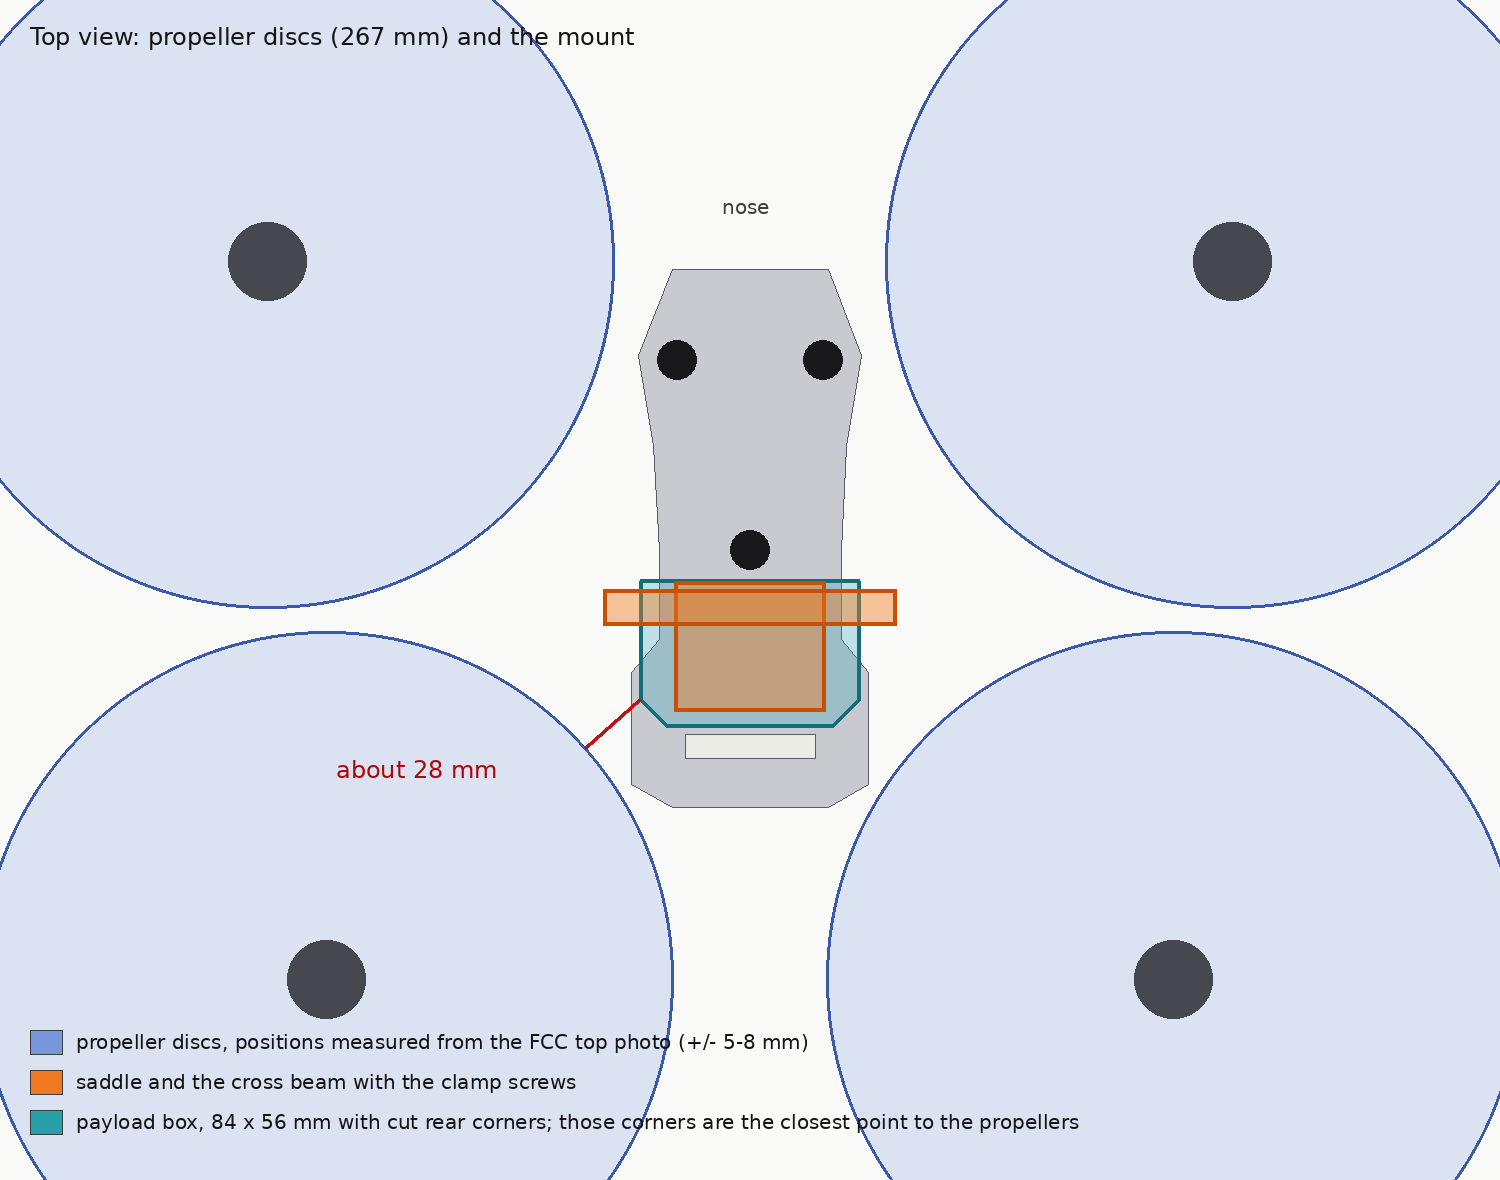 Top view: propeller discs (267 mm) and the mount
nose
about 28 mm
propeller discs, positions measured from the FCC top photo (+/- 5-8 mm)
saddle and the cross beam with the clamp screws
payload box, 84 x 56 mm with cut rear corners; those corners are the closest point to the propellers